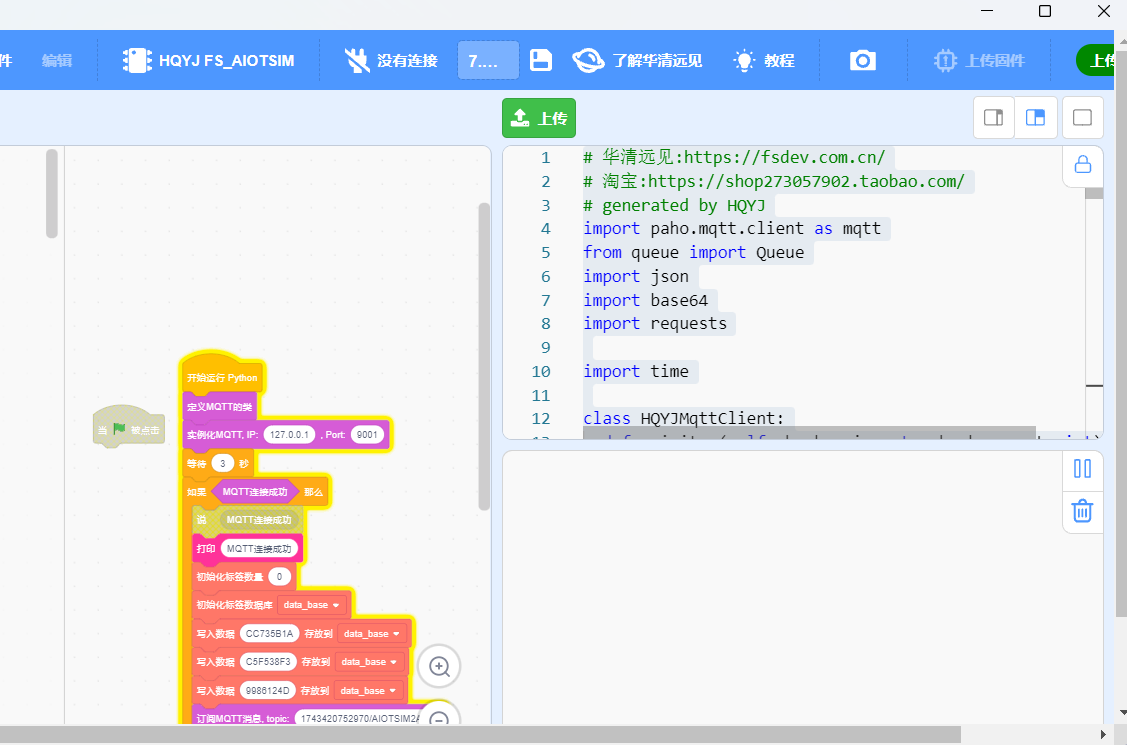 件 编辑 HQYJ FS_AIOTSIM 没有连接 7.... 了解华清远见 教程 上传固件 上传
上传
1 # 华清远见:https://fsdev.com.cn/
2 # 淘宝:https://shop273057902.taobao.com/
3 # generated by HQYJ
4 import paho.mqtt.client as mqtt
5 from queue import Queue
6 import json
7 import base64
8 import requests
9
10 import time
11
12 class HQYJMqttClient:
当 被点击
开始运行 Python
定义MQTT的类
实例化MQTT, IP: 127.0.0.1 , Port: 9001
等待 3 秒
如果 MQTT连接成功 那么
说 MQTT连接成功
打印 MQTT连接成功
初始化标签数量 0
初始化标签数据库 data_base
写入数据 CC735B1A 存放到 data_base
写入数据 C5F538F3 存放到 data_base
写入数据 9986124D 存放到 data_base
订阅MQTT消息, topic: 1743420752970/AIOTSIM2A